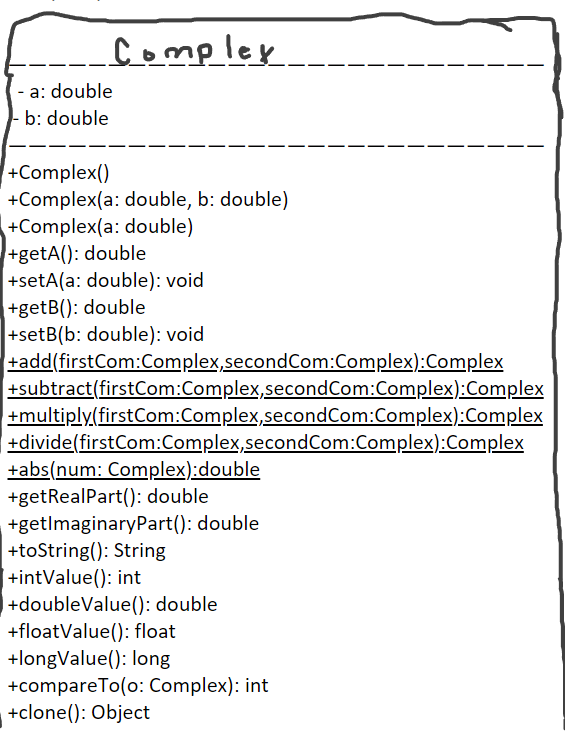 Complex
- a: double
- b: double
+Complex()
+Complex(a: double, b: double)
+Complex(a: double)
+getA(): double
+setA(a: double): void
+getB(): double
+setB(b: double): void
+add(firstCom:Complex,secondCom:Complex):Complex
+subtract(firstCom:Complex,secondCom:Complex):Complex
+multiply(firstCom:Complex,secondCom:Complex):Complex
+divide(firstCom:Complex,secondCom:Complex):Complex
+abs(num: Complex):double
+getRealPart(): double
+getImaginaryPart(): double
+toString(): String
+intValue(): int
+doubleValue(): double
+floatValue(): float
+longValue(): long
+compareTo(o: Complex): int
+clone(): Object